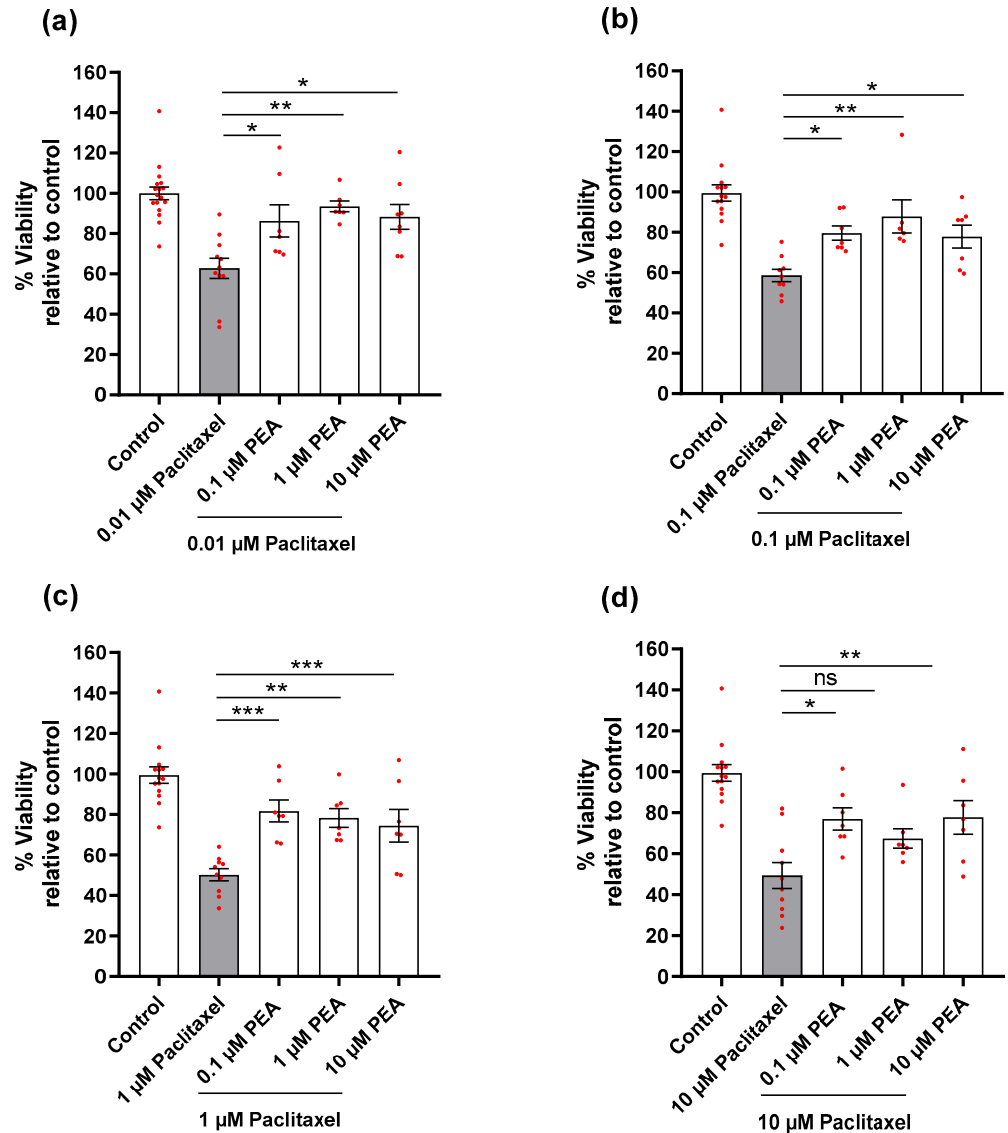 (a)
% Viability
relative to control
160
140
120
100
80
60
40
20
0
*
**
*
Control
0.01 µM Paclitaxel
0.1 µM PEA
1 µM PEA
10 µM PEA
0.01 µM Paclitaxel
(b)
% Viability
relative to control
160
140
120
100
80
60
40
20
0
*
**
*
Control
0.1 µM Paclitaxel
0.1 µM PEA
1 µM PEA
10 µM PEA
0.1 µM Paclitaxel
(c)
% Viability
relative to control
160
140
120
100
80
60
40
20
0
***
**
***
Control
1 µM Paclitaxel
0.1 µM PEA
1 µM PEA
10 µM PEA
1 µM Paclitaxel
(d)
% Viability
relative to control
160
140
120
100
80
60
40
20
0
**
ns
*
Control
10 µM Paclitaxel
0.1 µM PEA
1 µM PEA
10 µM PEA
10 µM Paclitaxel